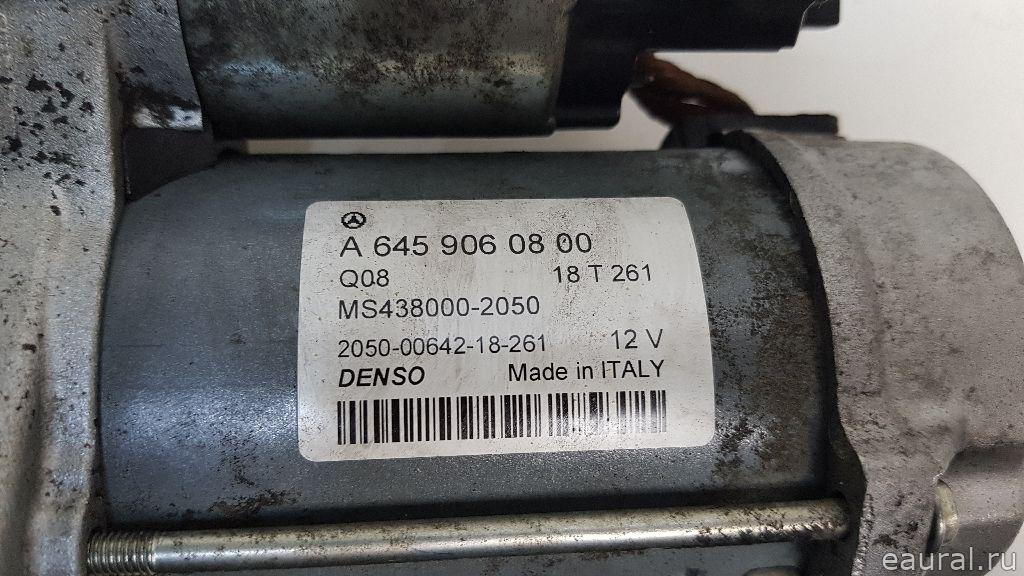 A 645 906 08 00
Q08 18 T 261
MS438000-2050
2050-00642-18-261 12 V
DENSO Made in ITALY
eaural.ru